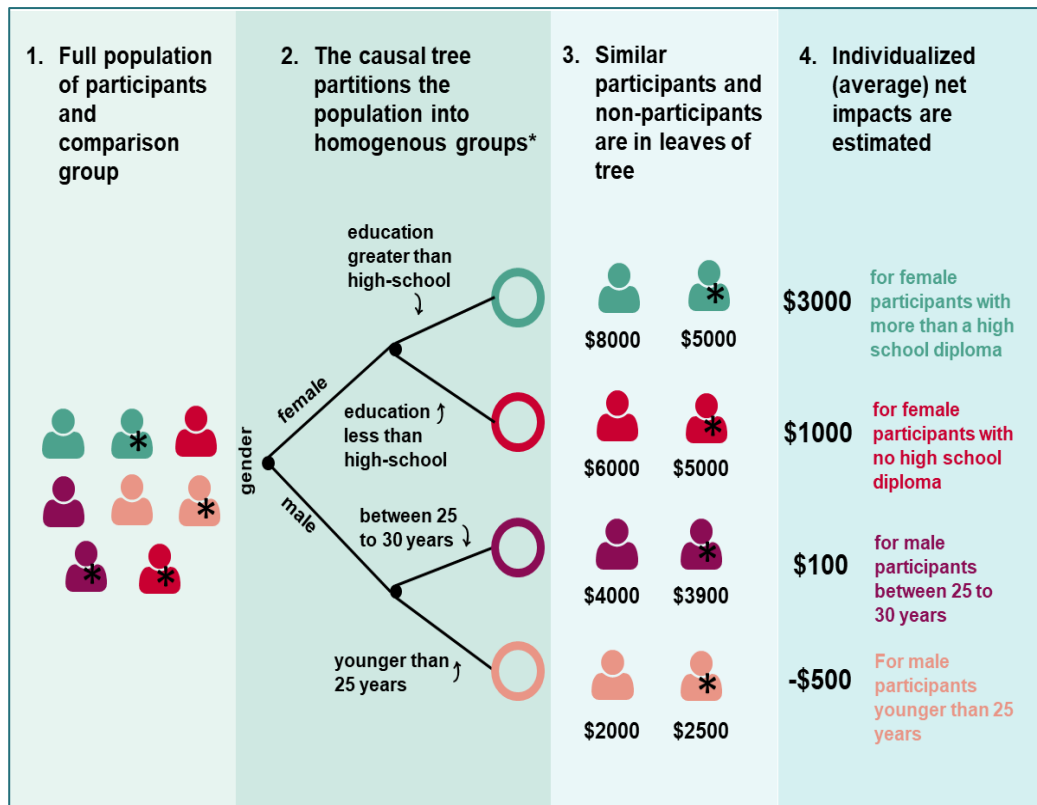 1. Full population
of participants
and
comparison
group
2. The causal tree
partitions the
population into
homogenous groups*
3. Similar
participants and
non-participants
are in leaves of
tree
4. Individualized
(average) net
impacts are
estimated
education
greater than
high-school
female
education
less than
high-school
gender
male
between 25
to 30 years
younger than
25 years
*
*
*
*
*
$8000 $5000
*
$6000 $5000
*
$4000 $3900
*
$2000 $2500
$3000
for female
participants with
more than a high
school diploma
$1000
for female
participants with
no high school
diploma
$100
for male
participants
between 25 to
30 years
-$500
For male
participants
younger than 25
years